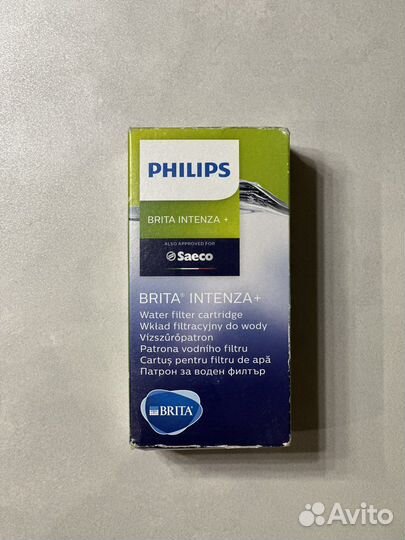 PHILIPS
BRITA INTENZA +
ALSO APPROVED FOR
Saeco
BRITA® INTENZA+
Water filter cartridge
Wkład filtracyjny do wody
Vízszűrőpatron
Patrona vodního filtru
Cartuș pentru filtru de apă
Патрон за воден филтър
BRITA®
Avito